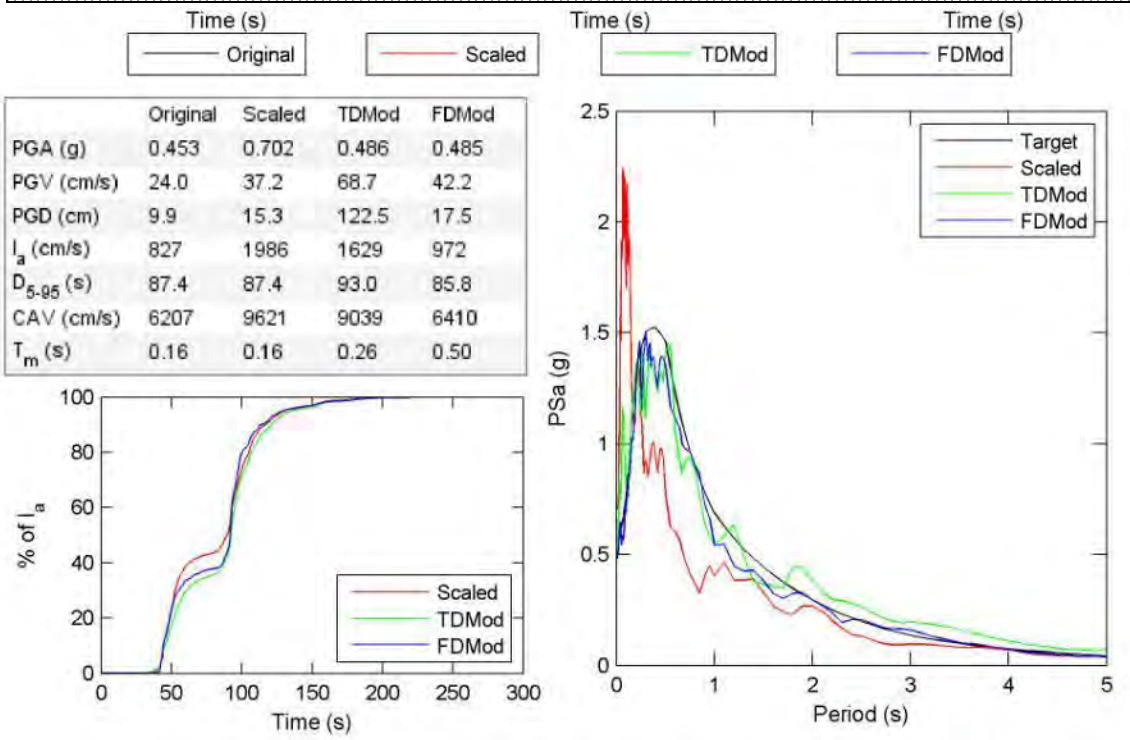 Time (s) Time (s) Time (s)
Original Scaled TDMod FDMod
Original Scaled TDMod FDMod
PGA (g) 0.453 0.702 0.486 0.485
PGV (cm/s) 24.0 37.2 68.7 42.2
PGD (cm) 9.9 15.3 122.5 17.5
Ia (cm/s) 827 1986 1629 972
D5-95 (s) 87.4 87.4 93.0 85.8
CAV (cm/s) 6207 9621 9039 6410
Tm (s) 0.16 0.16 0.26 0.50
100
80
60
40
20
0
% of Ia
Scaled
TDMod
FDMod
0 50 100 150 200 250 300
Time (s)
2.5
2
1.5
1
0.5
0
PSa (g)
Target
Scaled
TDMod
FDMod
0 1 2 3 4 5
Period (s)